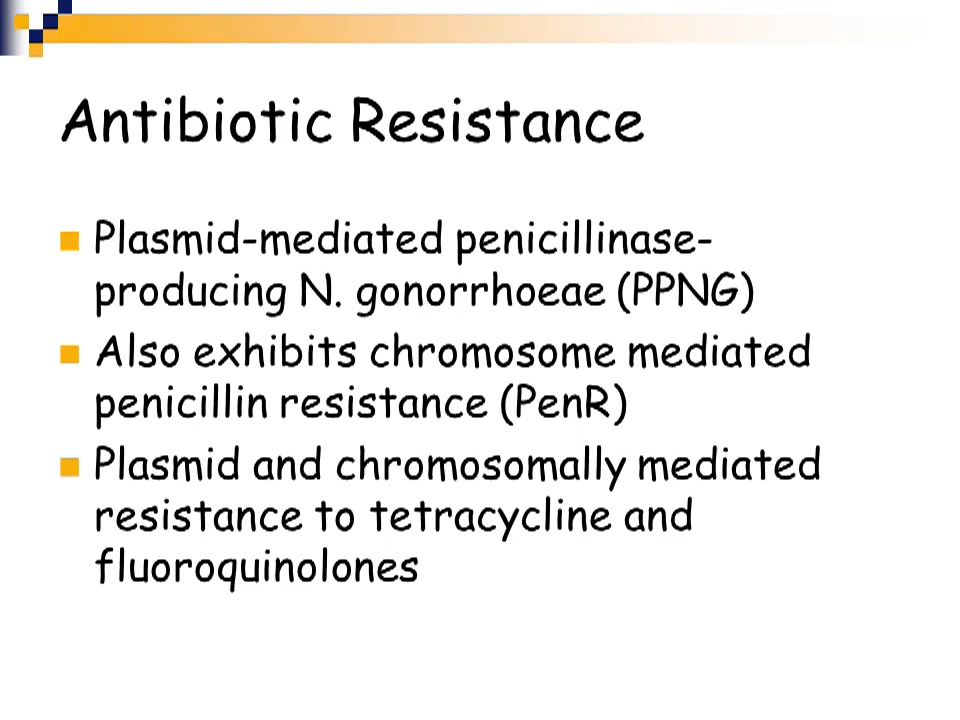 Antibiotic Resistance
Plasmid-mediated penicillinase-
producing N. gonorrhoeae (PPNG)
Also exhibits chromosome mediated
penicillin resistance (PenR)
Plasmid and chromosomally mediated
resistance to tetracycline and
fluoroquinolones